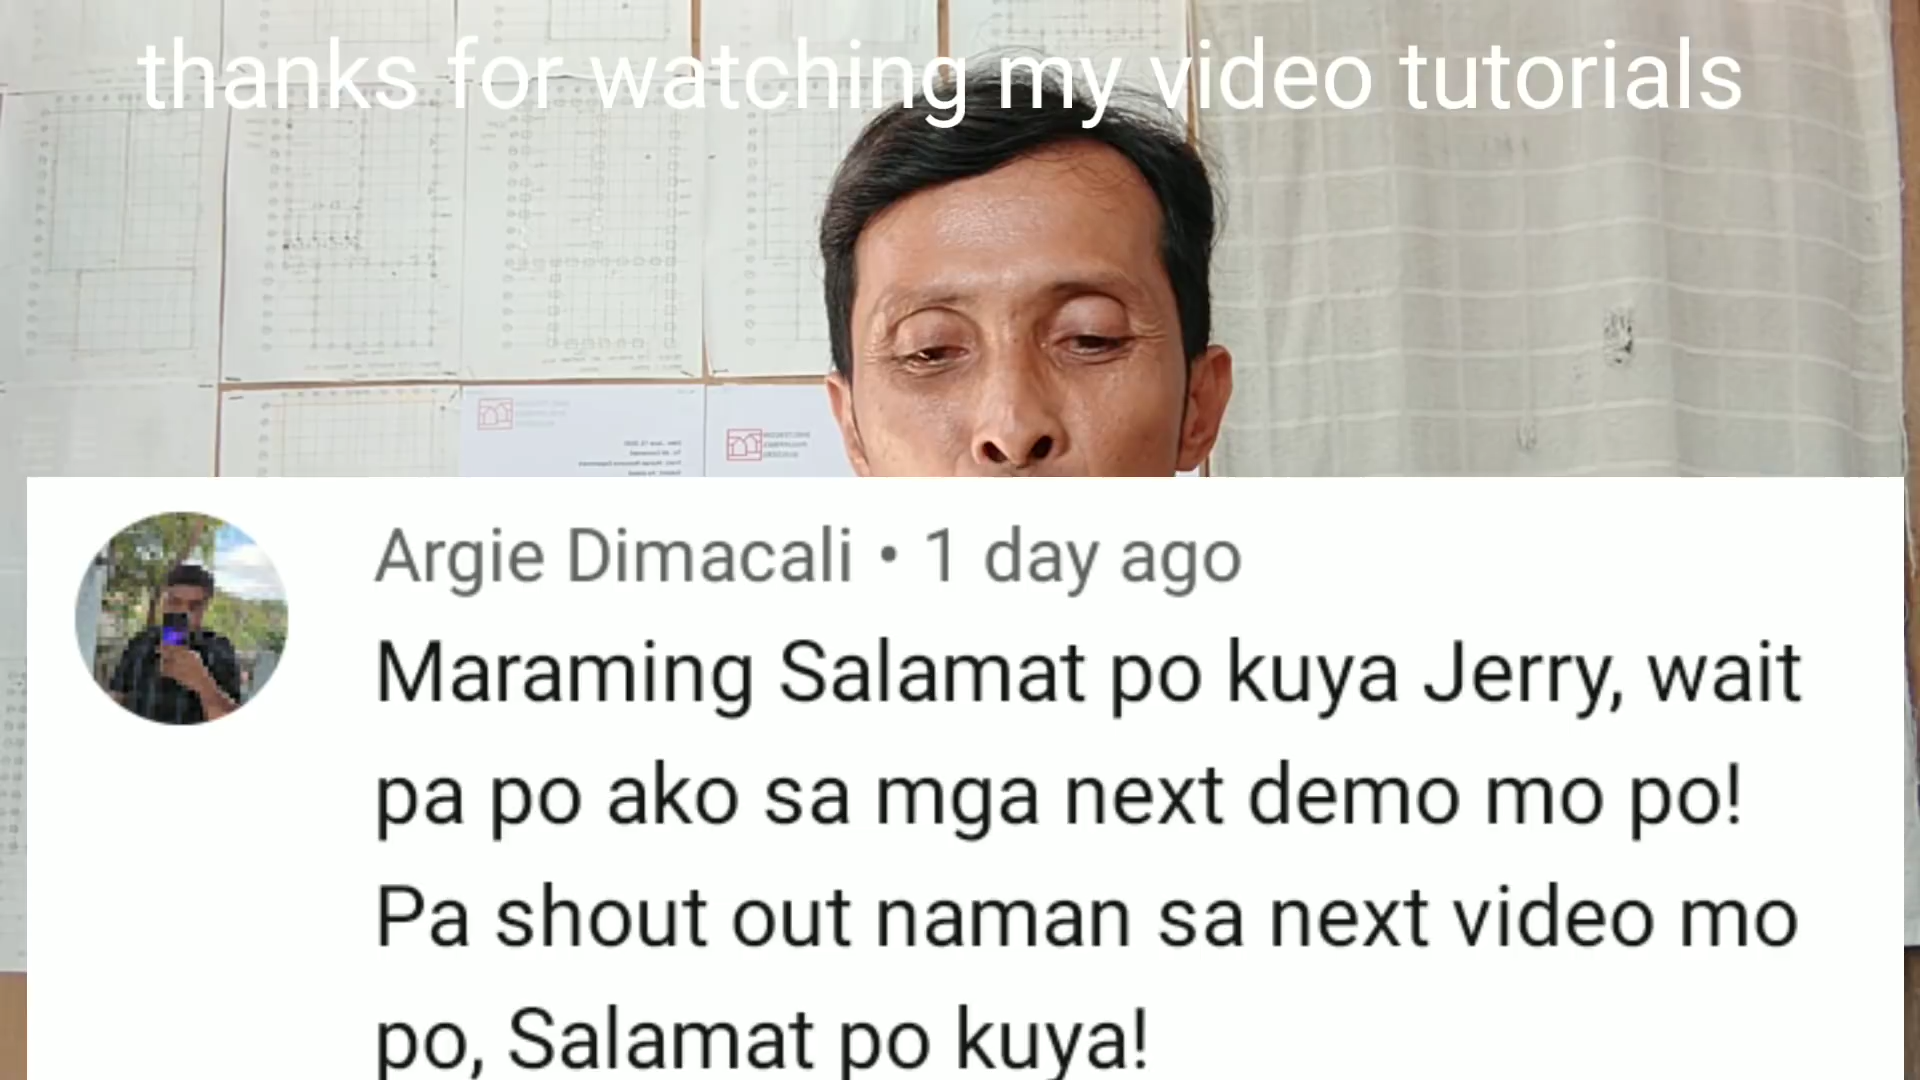 thanks for watching my video tutorials
Argie Dimacali • 1 day ago
Maraming Salamat po kuya Jerry, wait
pa po ako sa mga next demo mo po!
Pa shout out naman sa next video mo
po, Salamat po kuya!